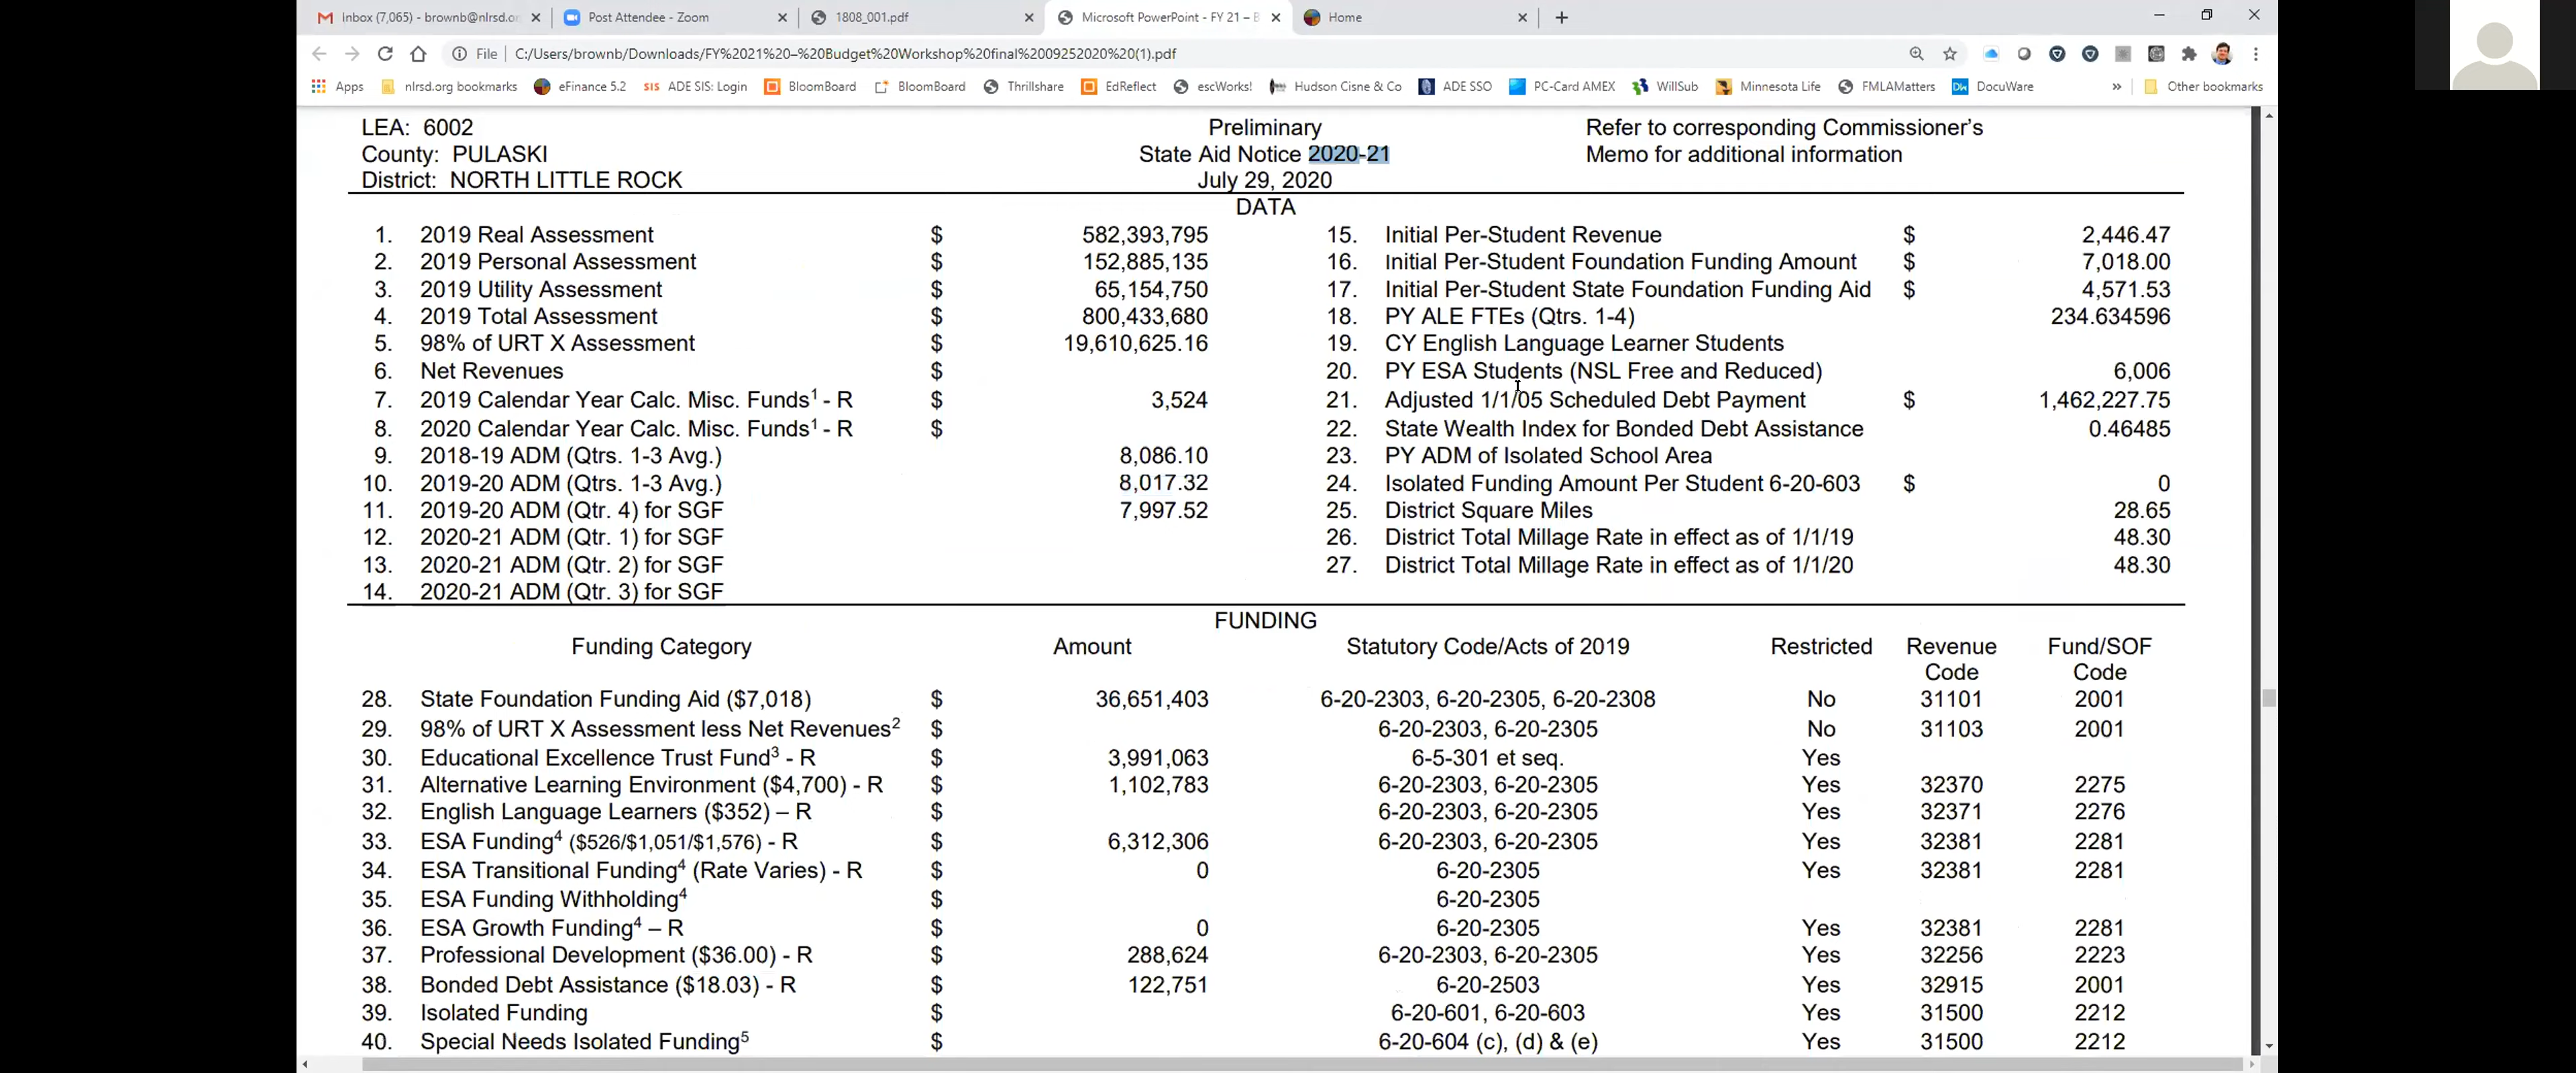 Inbox (7,065) - brownb@nlrsd.o
Post Attendee - Zoom
1808_001.pdf
Microsoft PowerPoint - FY 21 – B
Home
File
C:/Users/brownb/Downloads/FY%2021%20–%20Budget%20Workshop%20final%2009252020%20(1).pdf
Apps
nlrsd.org bookmarks
eFinance 5.2
SIS ADE SIS: Login
BloomBoard
BloomBoard
Thrillshare
EdReflect
escWorks!
Hudson Cisne & Co
ADE SSO
PC-Card AMEX
WillSub
Minnesota Life
FMLAMatters
Dw DocuWare
»
Other bookmarks
LEA: 6002
County: PULASKI
District: NORTH LITTLE ROCK
Preliminary
State Aid Notice 2020-21
July 29, 2020
Refer to corresponding Commissioner's
Memo for additional information
DATA
1. 2019 Real Assessment $ 582,393,795
2. 2019 Personal Assessment $ 152,885,135
3. 2019 Utility Assessment $ 65,154,750
4. 2019 Total Assessment $ 800,433,680
5. 98% of URT X Assessment $ 19,610,625.16
6. Net Revenues $
7. 2019 Calendar Year Calc. Misc. Funds¹ - R $ 3,524
8. 2020 Calendar Year Calc. Misc. Funds¹ - R $
9. 2018-19 ADM (Qtrs. 1-3 Avg.) 8,086.10
10. 2019-20 ADM (Qtrs. 1-3 Avg.) 8,017.32
11. 2019-20 ADM (Qtr. 4) for SGF 7,997.52
12. 2020-21 ADM (Qtr. 1) for SGF
13. 2020-21 ADM (Qtr. 2) for SGF
14. 2020-21 ADM (Qtr. 3) for SGF
15. Initial Per-Student Revenue $ 2,446.47
16. Initial Per-Student Foundation Funding Amount $ 7,018.00
17. Initial Per-Student State Foundation Funding Aid $ 4,571.53
18. PY ALE FTEs (Qtrs. 1-4) 234.634596
19. CY English Language Learner Students
20. PY ESA Students (NSL Free and Reduced) 6,006
21. Adjusted 1/1/05 Scheduled Debt Payment $ 1,462,227.75
22. State Wealth Index for Bonded Debt Assistance 0.46485
23. PY ADM of Isolated School Area
24. Isolated Funding Amount Per Student 6-20-603 $ 0
25. District Square Miles 28.65
26. District Total Millage Rate in effect as of 1/1/19 48.30
27. District Total Millage Rate in effect as of 1/1/20 48.30
FUNDING
Funding Category Amount Statutory Code/Acts of 2019 Restricted Revenue Code Fund/SOF Code
28. State Foundation Funding Aid ($7,018) $ 36,651,403 6-20-2303, 6-20-2305, 6-20-2308 No 31101 2001
29. 98% of URT X Assessment less Net Revenues² $ 6-20-2303, 6-20-2305 No 31103 2001
30. Educational Excellence Trust Fund³ - R $ 3,991,063 6-5-301 et seq. Yes
31. Alternative Learning Environment ($4,700) - R $ 1,102,783 6-20-2303, 6-20-2305 Yes 32370 2275
32. English Language Learners ($352) – R $ 6-20-2303, 6-20-2305 Yes 32371 2276
33. ESA Funding⁴ ($526/$1,051/$1,576) - R $ 6,312,306 6-20-2303, 6-20-2305 Yes 32381 2281
34. ESA Transitional Funding⁴ (Rate Varies) - R $ 0 6-20-2305 Yes 32381 2281
35. ESA Funding Withholding⁴ $ 6-20-2305
36. ESA Growth Funding⁴ – R $ 0 6-20-2305 Yes 32381 2281
37. Professional Development ($36.00) - R $ 288,624 6-20-2303, 6-20-2305 Yes 32256 2223
38. Bonded Debt Assistance ($18.03) - R $ 122,751 6-20-2503 Yes 32915 2001
39. Isolated Funding $ 6-20-601, 6-20-603 Yes 31500 2212
40. Special Needs Isolated Funding⁵ $ 6-20-604 (c), (d) & (e) Yes 31500 2212